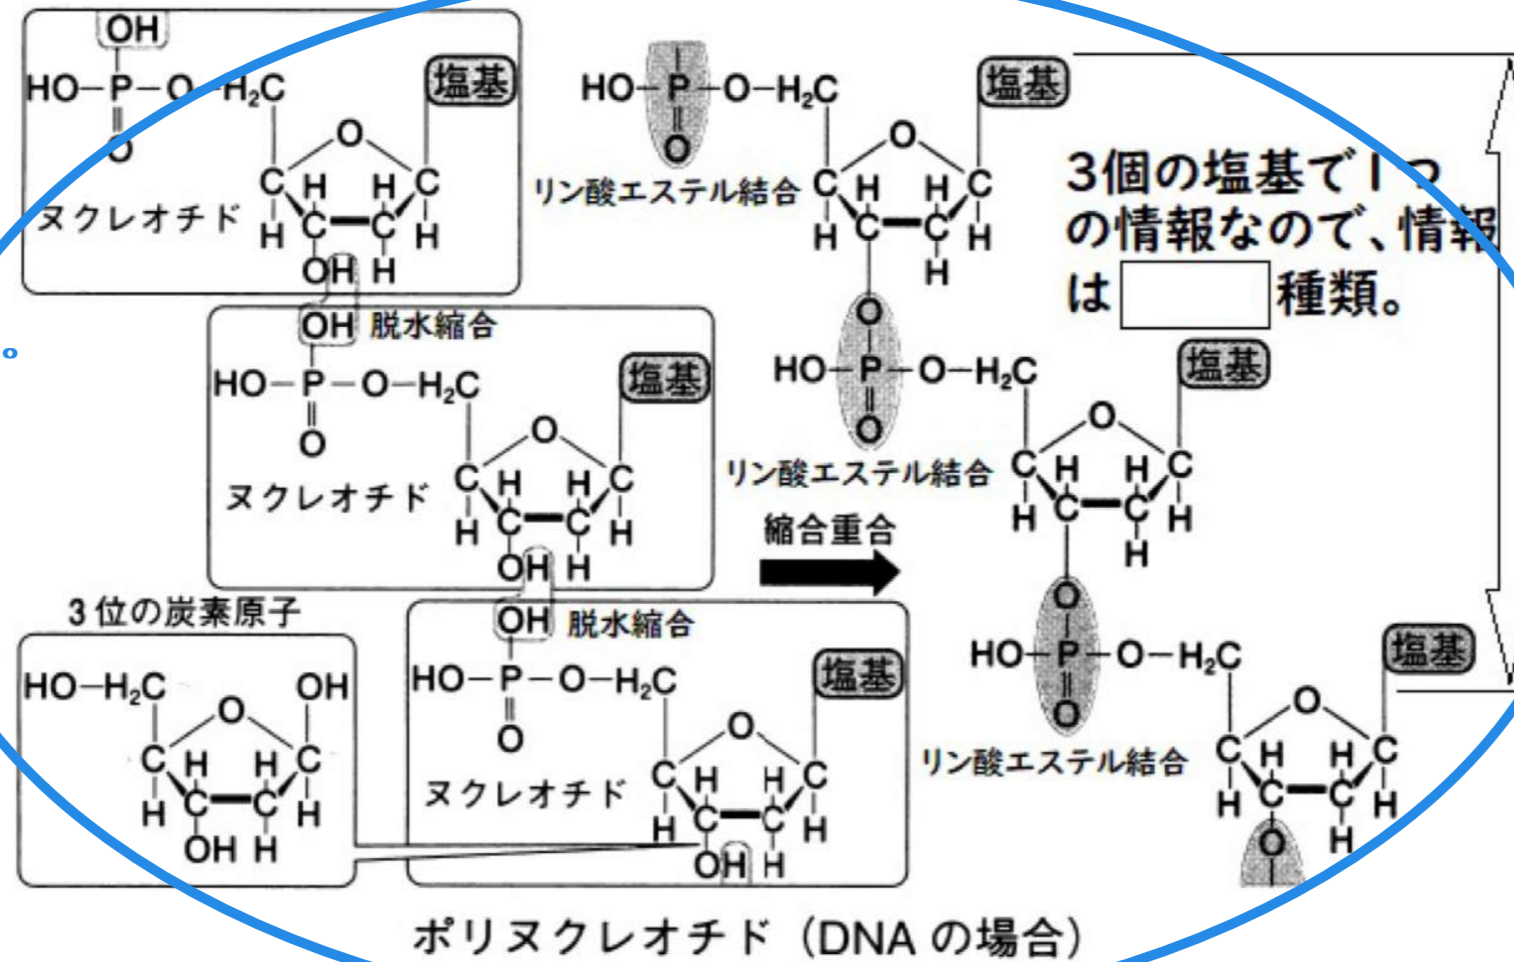 OH
HO−P−O−H₂C
O
塩基
O
C H H C
ヌクレオチド
H C C H
OH H
OH 脱水縮合
HO−P−O−H₂C
O
塩基
O
C H H C
ヌクレオチド
H C C H
OH H
OH 脱水縮合
HO−P−O−H₂C
O
塩基
O
C H H C
ヌクレオチド
H C C H
OH H
3位の炭素原子
HO−H₂C
OH
O
C H H C
H C C H
OH H
縮合重合
HO−P−O−H₂C
O
塩基
O
リン酸エステル結合
C H H C
H C C H
H
O
HO−P−O−H₂C
O
塩基
O
リン酸エステル結合
C H H C
H C C H
H
O
HO−P−O−H₂C
O
塩基
O
リン酸エステル結合
C H H C
H C C H
H
O
3個の塩基で1つ
の情報なので、情報
は 種類。
。
ポリヌクレオチド（DNAの場合）